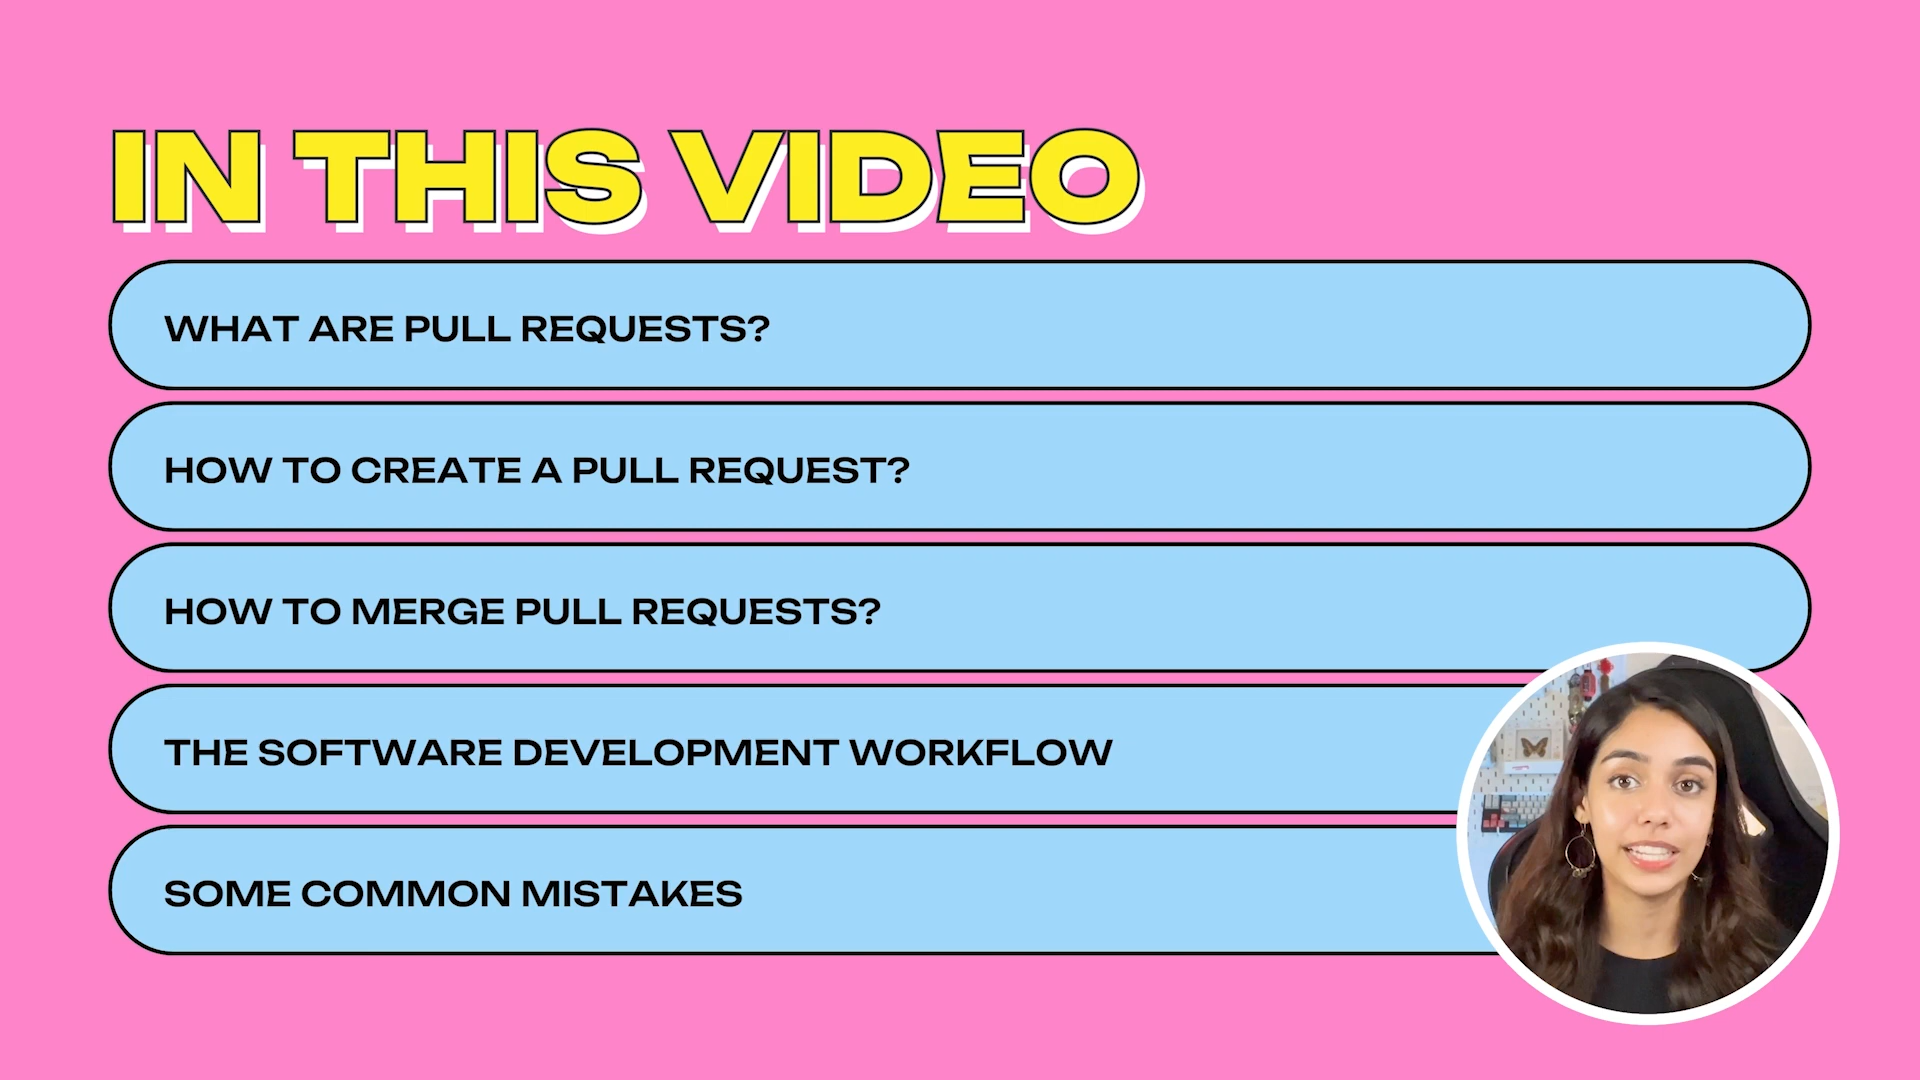 IN THIS VIDEO
WHAT ARE PULL REQUESTS?
HOW TO CREATE A PULL REQUEST?
HOW TO MERGE PULL REQUESTS?
THE SOFTWARE DEVELOPMENT WORKFLOW
SOME COMMON MISTAKES